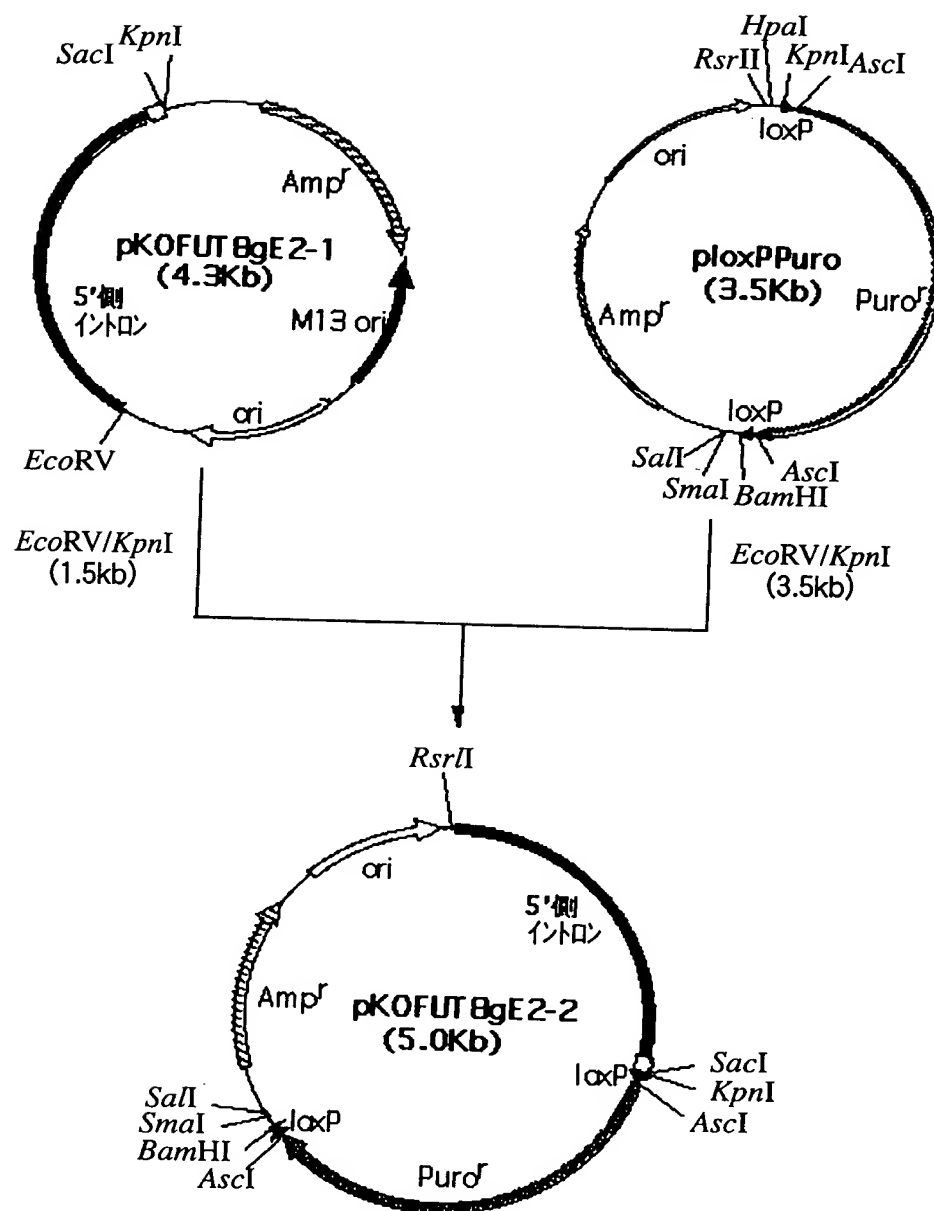 SacI
KpnI
Ampʳ
pKOFUT8gE2-1
(4.3Kb)
5'側
イントロン
M13 ori
ori
EcoRV
EcoRV/KpnI
(1.5kb)
HpaI
RsrII
KpnI
AscI
loxP
ori
ploxPPuro
(3.5Kb)
Puroʳ
Ampʳ
loxP
SalI
SmaI
BamHI
AscI
EcoRV/KpnI
(3.5kb)
RsrlI
ori
5'側
イントロン
Ampʳ
pKOFUT8gE2-2
(5.0Kb)
loxP
SacI
KpnI
AscI
SalI
SmaI
BamHI
AscI
loxP
Puroʳ